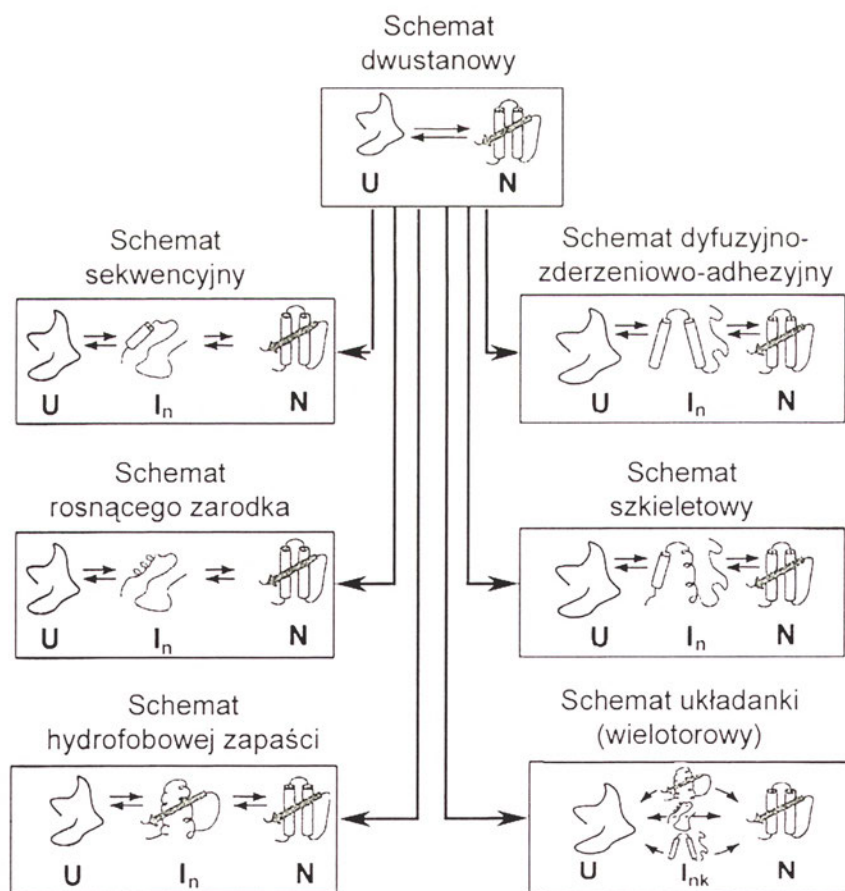 Schemat
dwustanowy
U N
Schemat
sekwencyjny
U In N
Schemat dyfuzyjno-
zderzeniowo-adhezyjny
U In N
Schemat
rosnącego zarodka
U In N
Schemat
szkieletowy
U In N
Schemat
hydrofobowej zapaści
U In N
Schemat układanki
(wielotorowy)
U Ink N